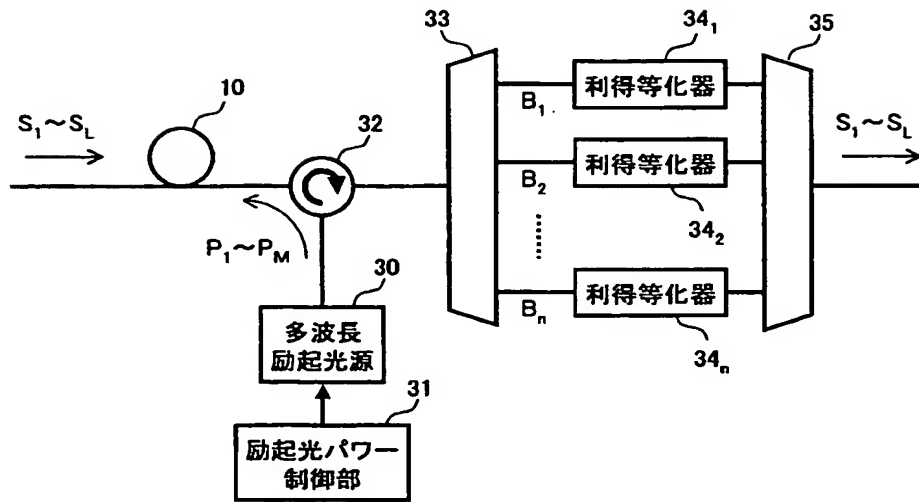 33
34₁
35
利得等化器
B₁
10
S₁~S_L
32
S₁~S_L
B₂
利得等化器
34₂
P₁~P_M
30
多波長
励起光源
B_n
利得等化器
34_n
31
励起光パワー
制御部